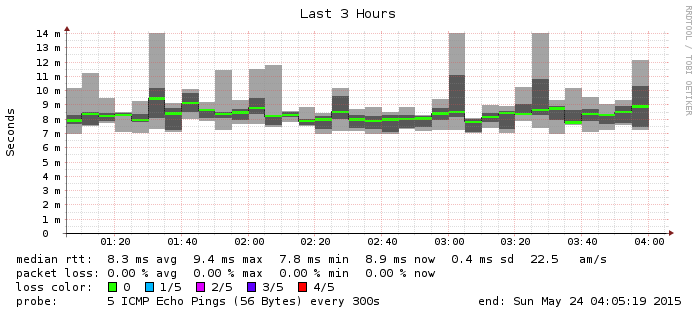 Last 3 Hours
RRDTOOL / TOBI OETIKER
Seconds
14 m
13 m
12 m
11 m
10 m
9 m
8 m
7 m
6 m
5 m
4 m
3 m
2 m
1 m
0
01:20 01:40 02:00 02:20 02:40 03:00 03:20 03:40 04:00
median rtt: 8.3 ms avg 9.4 ms max 7.8 ms min 8.9 ms now 0.4 ms sd 22.5 am/s
packet loss: 0.00 % avg 0.00 % max 0.00 % min 0.00 % now
loss color: 0 1/5 2/5 3/5 4/5
probe: 5 ICMP Echo Pings (56 Bytes) every 300s end: Sun May 24 04:05:19 2015